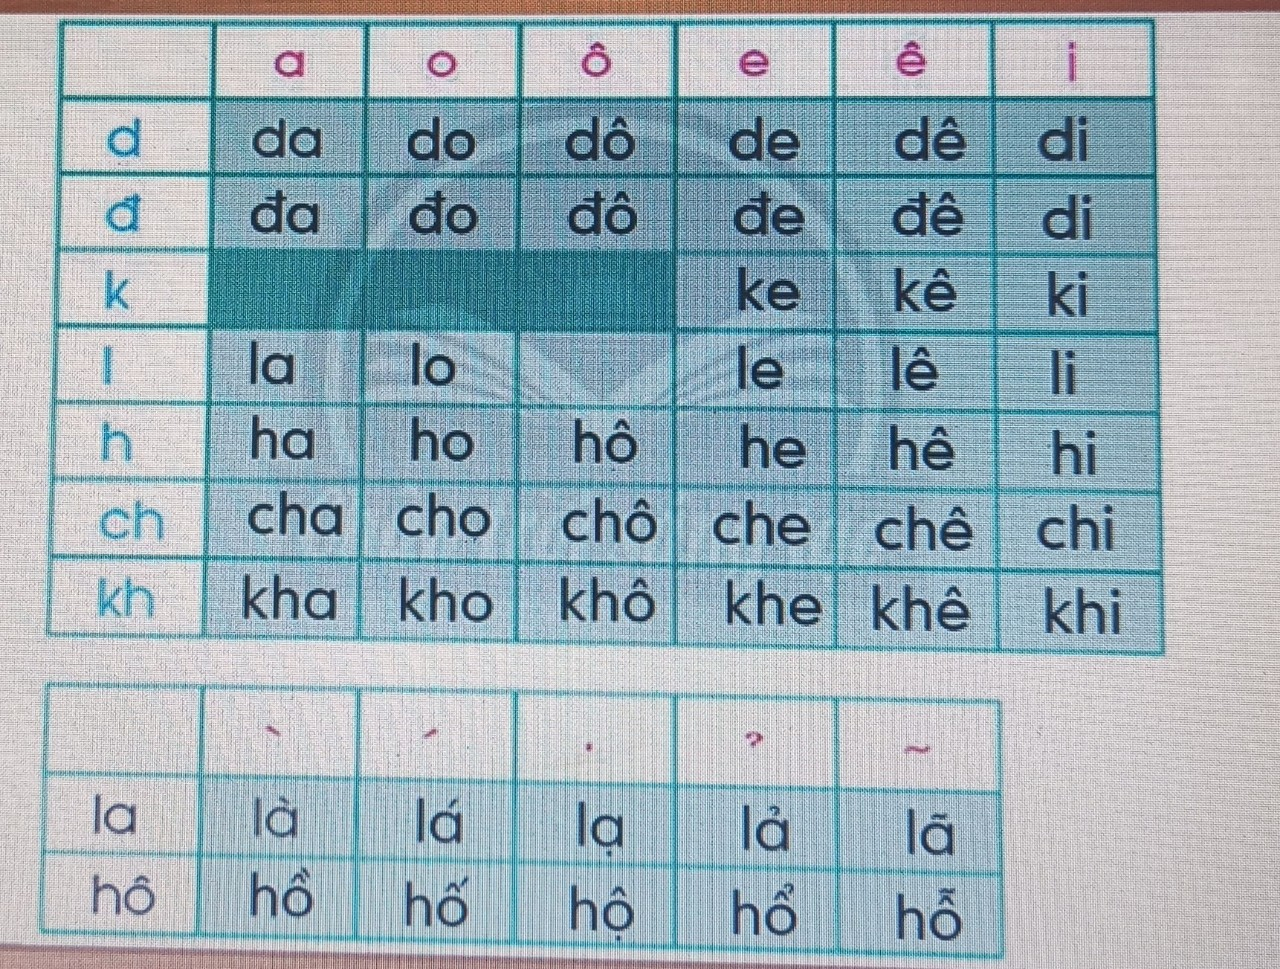 a o ô e ê i
d da do dô de dê di
đ đa đo đô đe đê di
k ke kê ki
l la lo le lê li
h ha ho hô he hê hi
ch cha chọ chô che chê chi
kh kha kho khô khe khê khi
` ´ . ? ~
la là lá lạ lả lã
hô hồ hố hộ hổ hỗ